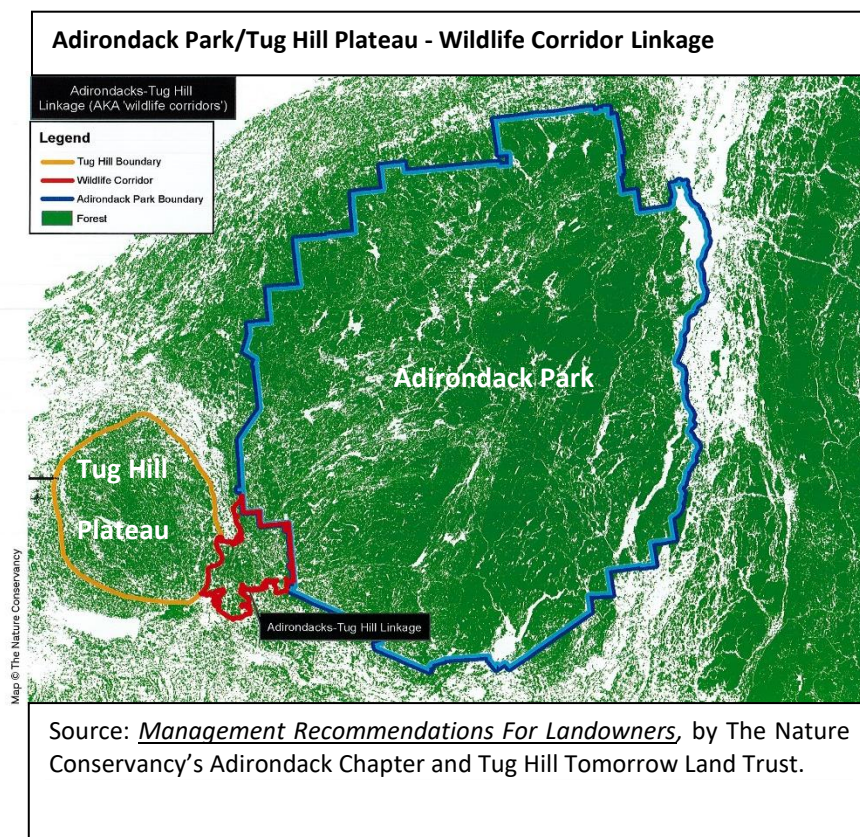 Adirondack Park/Tug Hill Plateau - Wildlife Corridor Linkage
Adirondacks-Tug Hill
Linkage (AKA 'wildlife corridors')
Legend
Tug Hill Boundary
Wildlife Corridor
Adirondack Park Boundary
Forest
Adirondack Park
Tug Hill
Plateau
Adirondacks-Tug Hill Linkage
Map © The Nature Conservancy
Source: Management Recommendations For Landowners, by The Nature
Conservancy's Adirondack Chapter and Tug Hill Tomorrow Land Trust.